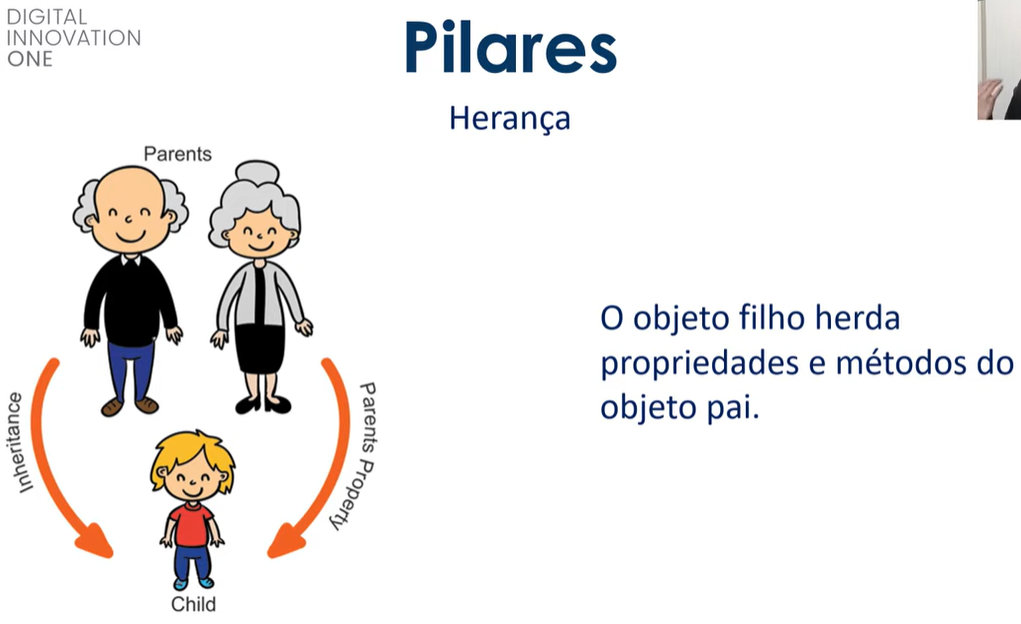 DIGITAL
INNOVATION
ONE
Pilares
Herança
Parents
Inheritance
Parents Property
Child
O objeto filho herda
propriedades e métodos do
objeto pai.